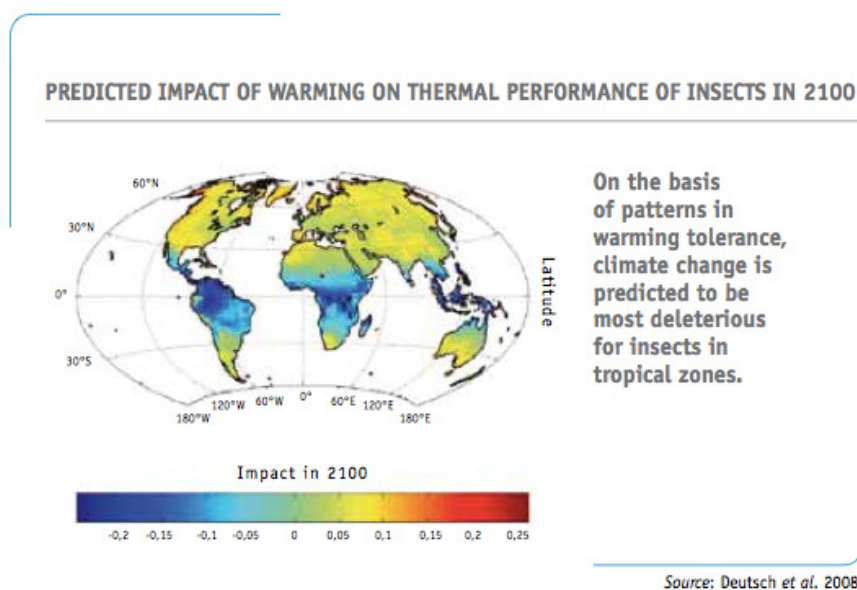 PREDICTED IMPACT OF WARMING ON THERMAL PERFORMANCE OF INSECTS IN 2100
60°N
30°N
0°
30°S
180°W
120°W
60°W
0°
60°E
120°E
180°E
Latitude
On the basis
of patterns in
warming tolerance,
climate change is
predicted to be
most deleterious
for insects in
tropical zones.
Impact in 2100
-0,2 -0,15 -0,1 -0,05 0 0,05 0,1 0,15 0,2 0,25
Source: Deutsch et al. 2008